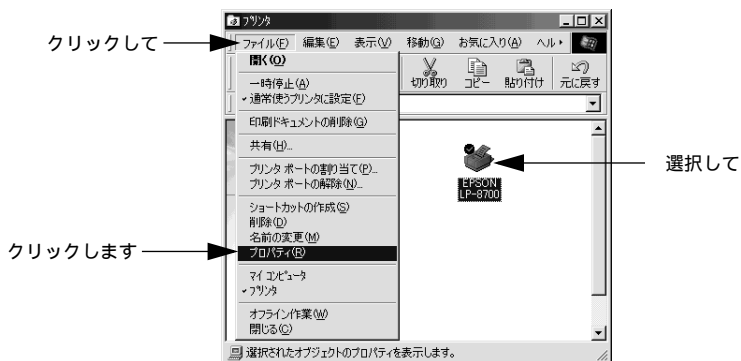 プリンタ
ファイル(F) 編集(E) 表示(V) 移動(G) お気に入り(A) ヘル
クリックして
開く(O)
切り取り コピー 貼り付け 元に戻す
一時停止(A)
通常使うプリンタに設定(F)
印刷ドキュメントの削除(G)
共有(H)...
プリンタ ポートの割り当て(P)...
プリンタ ポートの解除(N)...
選択して
EPSON
LP-8700
ショートカットの作成(S)
削除(D)
名前の変更(M)
クリックします
プロパティ(R)
マイ コンピュータ
プリンタ
オフライン作業(W)
閉じる(C)
選択されたオブジェクトのプロパティを表示します。